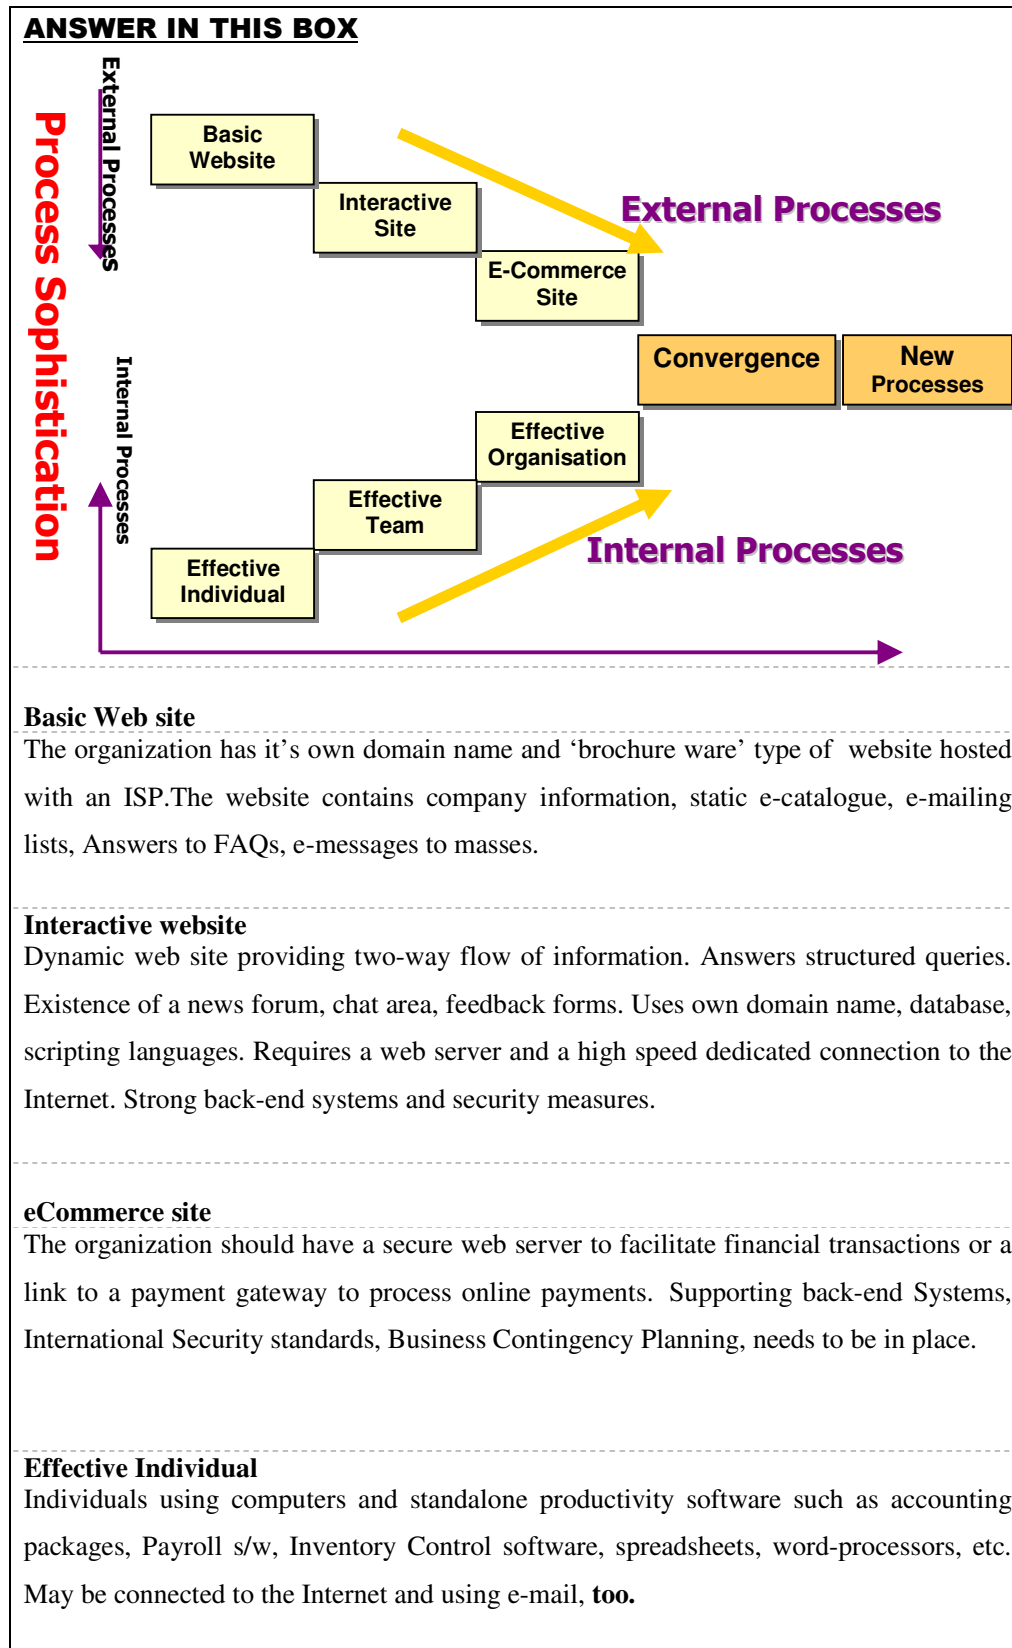 ANSWER IN THIS BOX
External Processes
Process Sophistication
Basic
Website
Interactive
Site
External Processes
E-Commerce
Site
Convergence
New
Processes
Internal Processes
Effective
Organisation
Effective
Team
Internal Processes
Effective
Individual
Basic Web site
The organization has it’s own domain name and ‘brochure ware’ type of website hosted
with an ISP.The website contains company information, static e-catalogue, e-mailing
lists, Answers to FAQs, e-messages to masses.
Interactive website
Dynamic web site providing two-way flow of information. Answers structured queries.
Existence of a news forum, chat area, feedback forms. Uses own domain name, database,
scripting languages. Requires a web server and a high speed dedicated connection to the
Internet. Strong back-end systems and security measures.
eCommerce site
The organization should have a secure web server to facilitate financial transactions or a
link to a payment gateway to process online payments. Supporting back-end Systems,
International Security standards, Business Contingency Planning, needs to be in place.
Effective Individual
Individuals using computers and standalone productivity software such as accounting
packages, Payroll s/w, Inventory Control software, spreadsheets, word-processors, etc.
May be connected to the Internet and using e-mail, too.